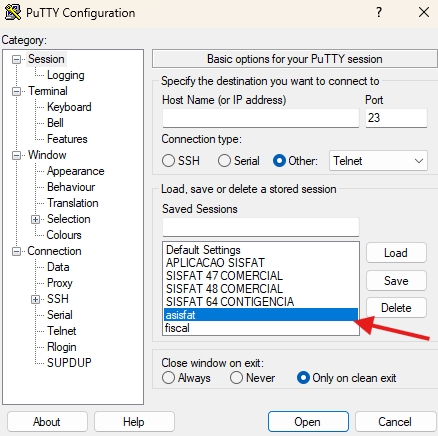 PuTTY Configuration
? ×
Category:
Session
Logging
Terminal
Keyboard
Bell
Features
Window
Appearance
Behaviour
Translation
Selection
Colours
Connection
Data
Proxy
SSH
Serial
Telnet
Rlogin
SUPDUP
Basic options for your PuTTY session
Specify the destination you want to connect to
Host Name (or IP address) Port
23
Connection type:
SSH Serial Other: Telnet
Load, save or delete a stored session
Saved Sessions
Default Settings
APLICACAO SISFAT
SISFAT 47 COMERCIAL
SISFAT 48 COMERCIAL
SISFAT 64 CONTIGENCIA
asisfat
fiscal
Load
Save
Delete
Close window on exit:
Always Never Only on clean exit
About Help Open Cancel